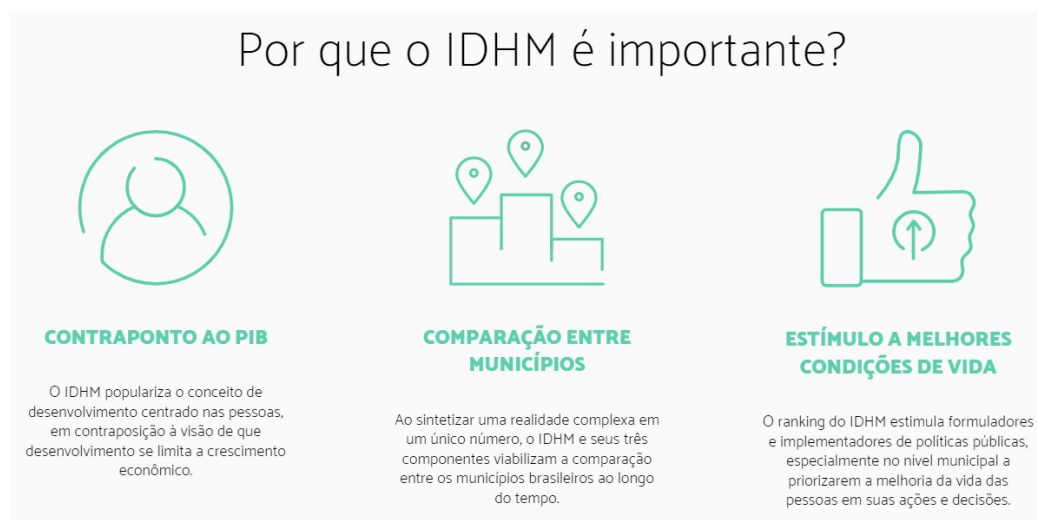 Por que o IDHM é importante?
CONTRAPONTO AO PIB
O IDHM populariza o conceito de
desenvolvimento centrado nas pessoas,
em contraposição à visão de que
desenvolvimento se limita a crescimento
econômico.
COMPARAÇÃO ENTRE
MUNICÍPIOS
Ao sintetizar uma realidade complexa em
um único número, o IDHM e seus três
componentes viabilizam a comparação
entre os municípios brasileiros ao longo
do tempo.
ESTÍMULO A MELHORES
CONDIÇÕES DE VIDA
O ranking do IDHM estimula formuladores
e implementadores de políticas públicas,
especialmente no nível municipal a
priorizarem a melhoria da vida das
pessoas em suas ações e decisões.